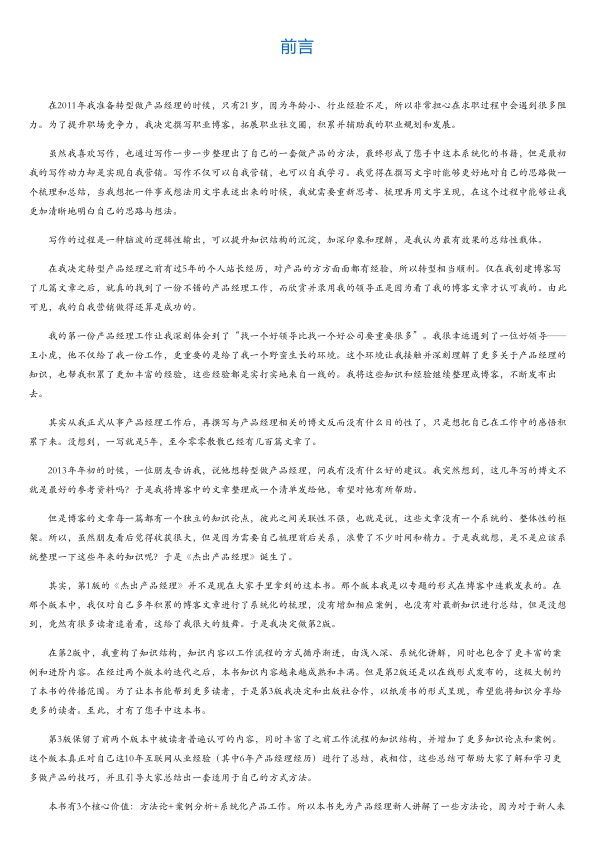 前言
在2011年我准备转型做产品经理的时候，只有21岁，因为年龄小、行业经验不足，所以非常担心在求职过程中会遇到很多阻
力。为了提升职场竞争力，我决定撰写职业博客，拓展职业社交圈，积累并辅助我的职业规划和发展。
虽然我喜欢写作，也通过写作一步一步整理出了自己的一套做产品的方法，最终形成了您手中这本系统化的书籍，但是最初
我的写作动力却是实现自我营销。写作不仅可以自我营销，也可以自我学习。我觉得在撰写文字时能够更好地对自己的思路做一
个梳理和总结，当我想把一件事或想法用文字表述出来的时候，我就需要重新思考、梳理再用文字呈现，在这个过程中能够让我
更加清晰地明白自己的思路与想法。
写作的过程是一种脑波的逻辑性输出，可以提升知识结构的沉淀，加深印象和理解，是我认为最有效果的总结性载体。
在我决定转型产品经理之前有过5年的个人站长经历，对产品的方方面面都有经验，所以转型相当顺利。仅在我创建博客写
了几篇文章之后，就真的找到了一份不错的产品经理工作，而欣赏并录用我的领导正是因为看了我的博客文章才认可我的。由此
可见，我的自我营销做得还算是成功的。
我的第一份产品经理工作让我深刻体会到了“找一个好领导比找一个好公司要重要很多”。我很幸运遇到了一位好领导——
王小虎，他不仅给了我一份工作，更重要的是给了我一个野蛮生长的环境。这个环境让我接触并深刻理解了更多关于产品经理的
知识，也帮我积累了更加丰富的经验，这些经验都是实打实地来自一线的。我将这些知识和经验继续整理成博客，不断发布出
去。
其实从我正式从事产品经理工作后，再撰写与产品经理相关的博文反而没有什么目的性了，只是想把自己在工作中的感悟积
累下来。没想到，一写就是5年，至今零零散散已经有几百篇文章了。
2013年年初的时候，一位朋友告诉我，说他想转型做产品经理，问我有没有什么好的建议。我突然想到，这几年写的博文不
就是最好的参考资料吗？于是我将博客中的文章整理成一个清单发给他，希望对他有所帮助。
但是博客的文章每一篇都有一个独立的知识论点，彼此之间关联性不强，也就是说，这些文章没有一个系统的、整体性的框
架。所以，虽然朋友看后觉得收获很大，但是因为需要自己梳理前后关系，浪费了不少时间和精力。于是我就想，是不是应该系
统整理一下这些年来的知识呢？于是《杰出产品经理》诞生了。
其实，第1版的《杰出产品经理》并不是现在大家手里拿到的这本书。那个版本我是以专题的形式在博客中连载发表的。在
那个版本中，我仅对自己多年积累的博客文章进行了系统化的梳理，没有增加相应案例，也没有对最新知识进行总结，但是没想
到，竟然有很多读者追着看，这给了我很大的鼓舞。于是我决定做第2版。
在第2版中，我重构了知识结构，知识内容以工作流程的方式循序渐进，由浅入深、系统化讲解，同时也包含了更丰富的案
例和进阶内容。在经过两个版本的迭代之后，本书知识内容越来越成熟和丰满。但是第2版还是以在线形式发布的，这极大制约
了本书的传播范围。为了让本书能帮到更多读者，于是第3版我决定和出版社合作，以纸质书的形式呈现，希望能将知识分享给
更多的读者。至此，才有了您手中这本书。
第3版保留了前两个版本中被读者普遍认可的内容，同时丰富了之前工作流程的知识结构，并增加了更多知识论点和案例。
这个版本真正对自己这10年互联网从业经验（其中6年产品经理经历）进行了总结，我相信，这些总结可帮助大家了解和学习更
多做产品的技巧，并且引导大家总结出一套适用于自己的方式方法。
本书有3个核心价值：方法论+案例分析+系统化产品工作。所以本书先为产品经理新人讲解了一些方法论，因为对于新人来